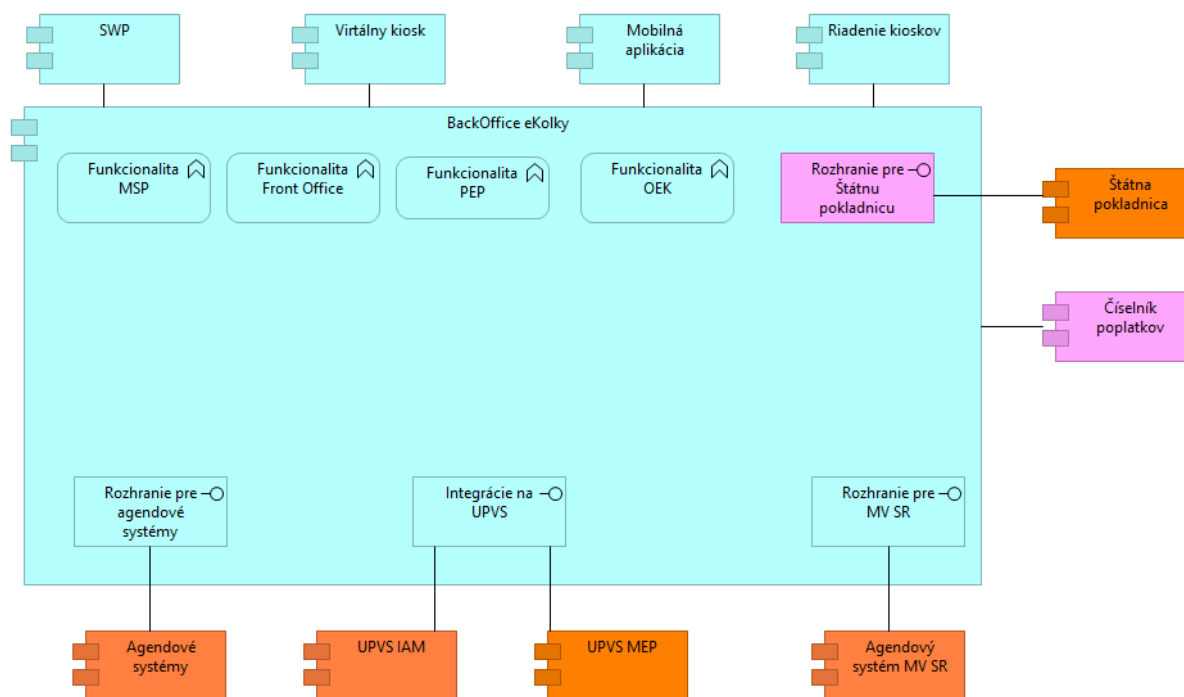 SWP
Virtálny kiosk
Mobilná
aplikácia
Riadenie kioskov
BackOffice eKolky
Funkcionalita
MSP
Funkcionalita
Front Office
Funkcionalita
PEP
Funkcionalita
OEK
Rozhranie pre
Štátnu
pokladnicu
Štátna
pokladnica
Číselník
poplatkov
Rozhranie pre
agendové
systémy
Integrácie na
UPVS
Rozhranie pre
MV SR
Agendové
systémy
UPVS IAM
UPVS MEP
Agendový
systém MV SR